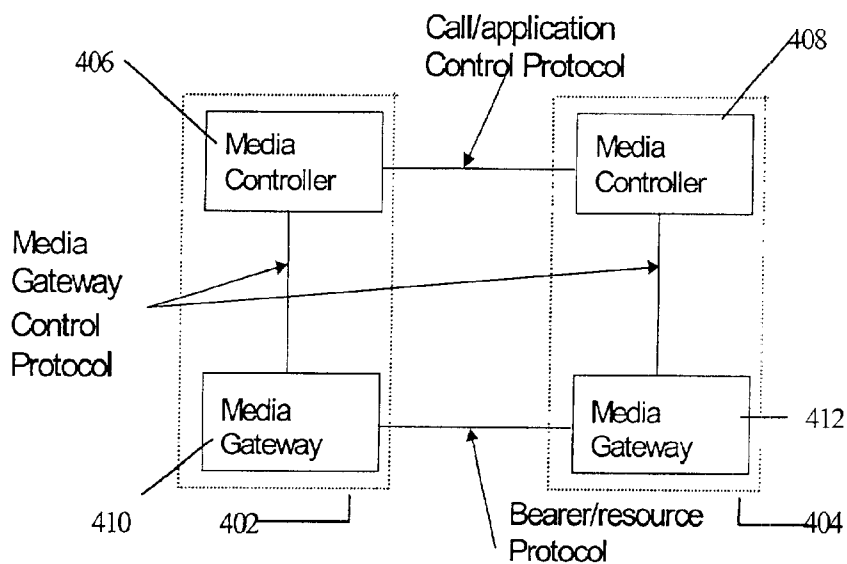 Call/application
Control Protocol
406
408
Media
Controller
Media
Controller
Media
Gateway
Control
Protocol
Media
Gateway
Media
Gateway
412
410
402
Bearer/resource
Protocol
404